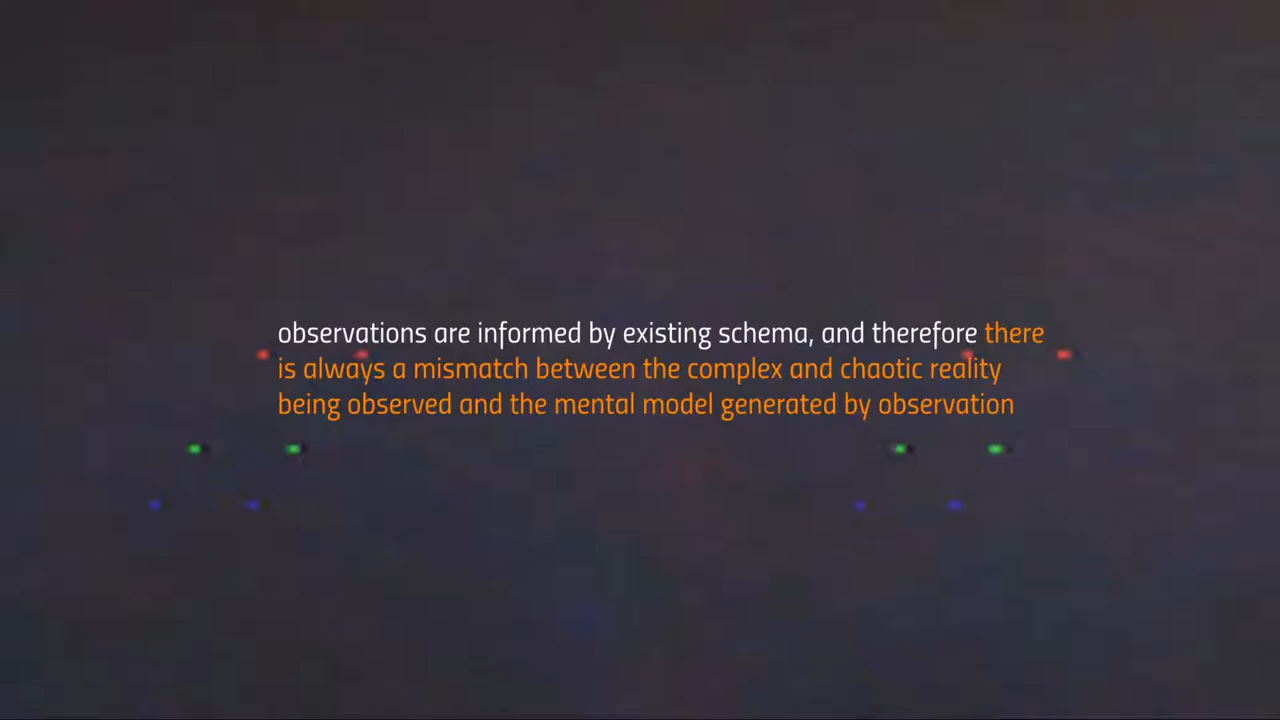 observations are informed by existing schema, and therefore there
is always a mismatch between the complex and chaotic reality
being observed and the mental model generated by observation